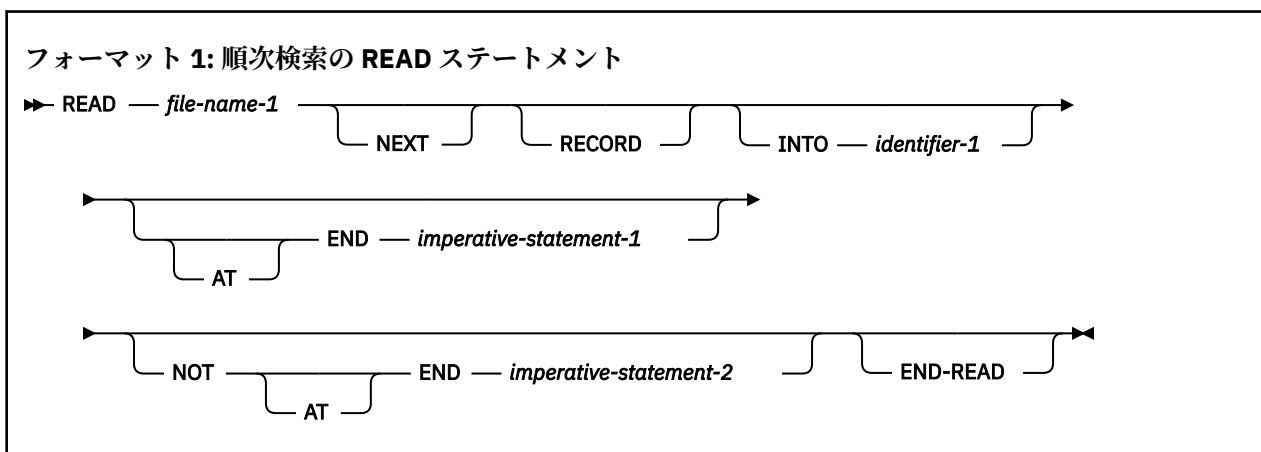 フォーマット 1: 順次検索の READ ステートメント
READ file-name-1
NEXT RECORD INTO identifier-1
END imperative-statement-1
AT
NOT END imperative-statement-2 END-READ
AT